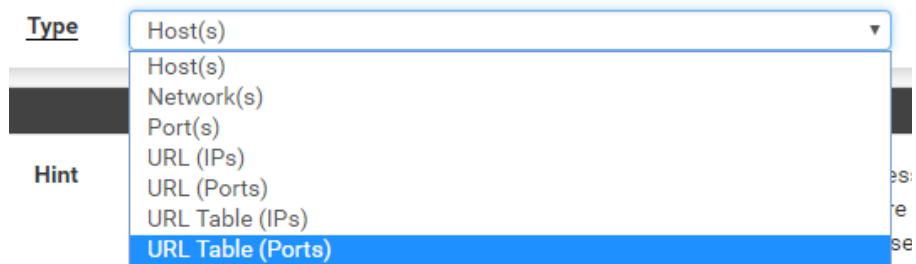 Type Host(s)
Host(s)
Network(s)
Port(s)
URL (IPs)
Hint
URL (Ports)
URL Table (IPs)
URL Table (Ports)